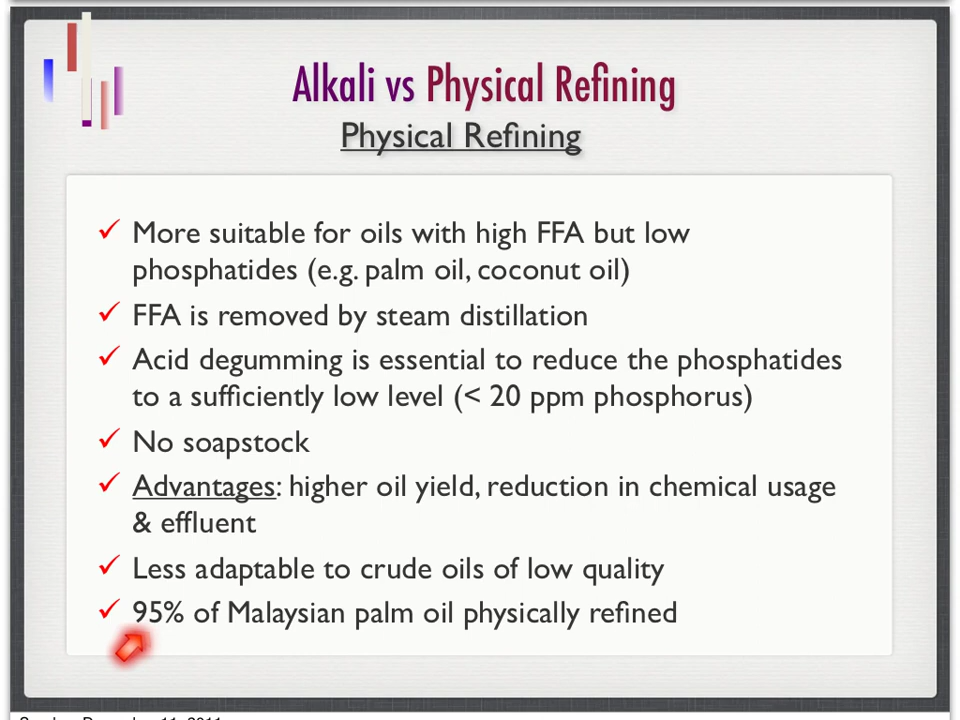 Alkali vs Physical Refining
Physical Refining
More suitable for oils with high FFA but low
phosphatides (e.g. palm oil, coconut oil)
FFA is removed by steam distillation
Acid degumming is essential to reduce the phosphatides
to a sufficiently low level (< 20 ppm phosphorus)
No soapstock
Advantages: higher oil yield, reduction in chemical usage
& effluent
Less adaptable to crude oils of low quality
95% of Malaysian palm oil physically refined